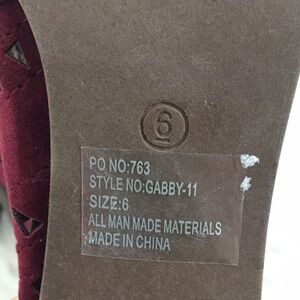 6
PO NO:763
STYLE NO:GABBY-11
SIZE:6
ALL MAN MADE MATERIALS
MADE IN CHINA